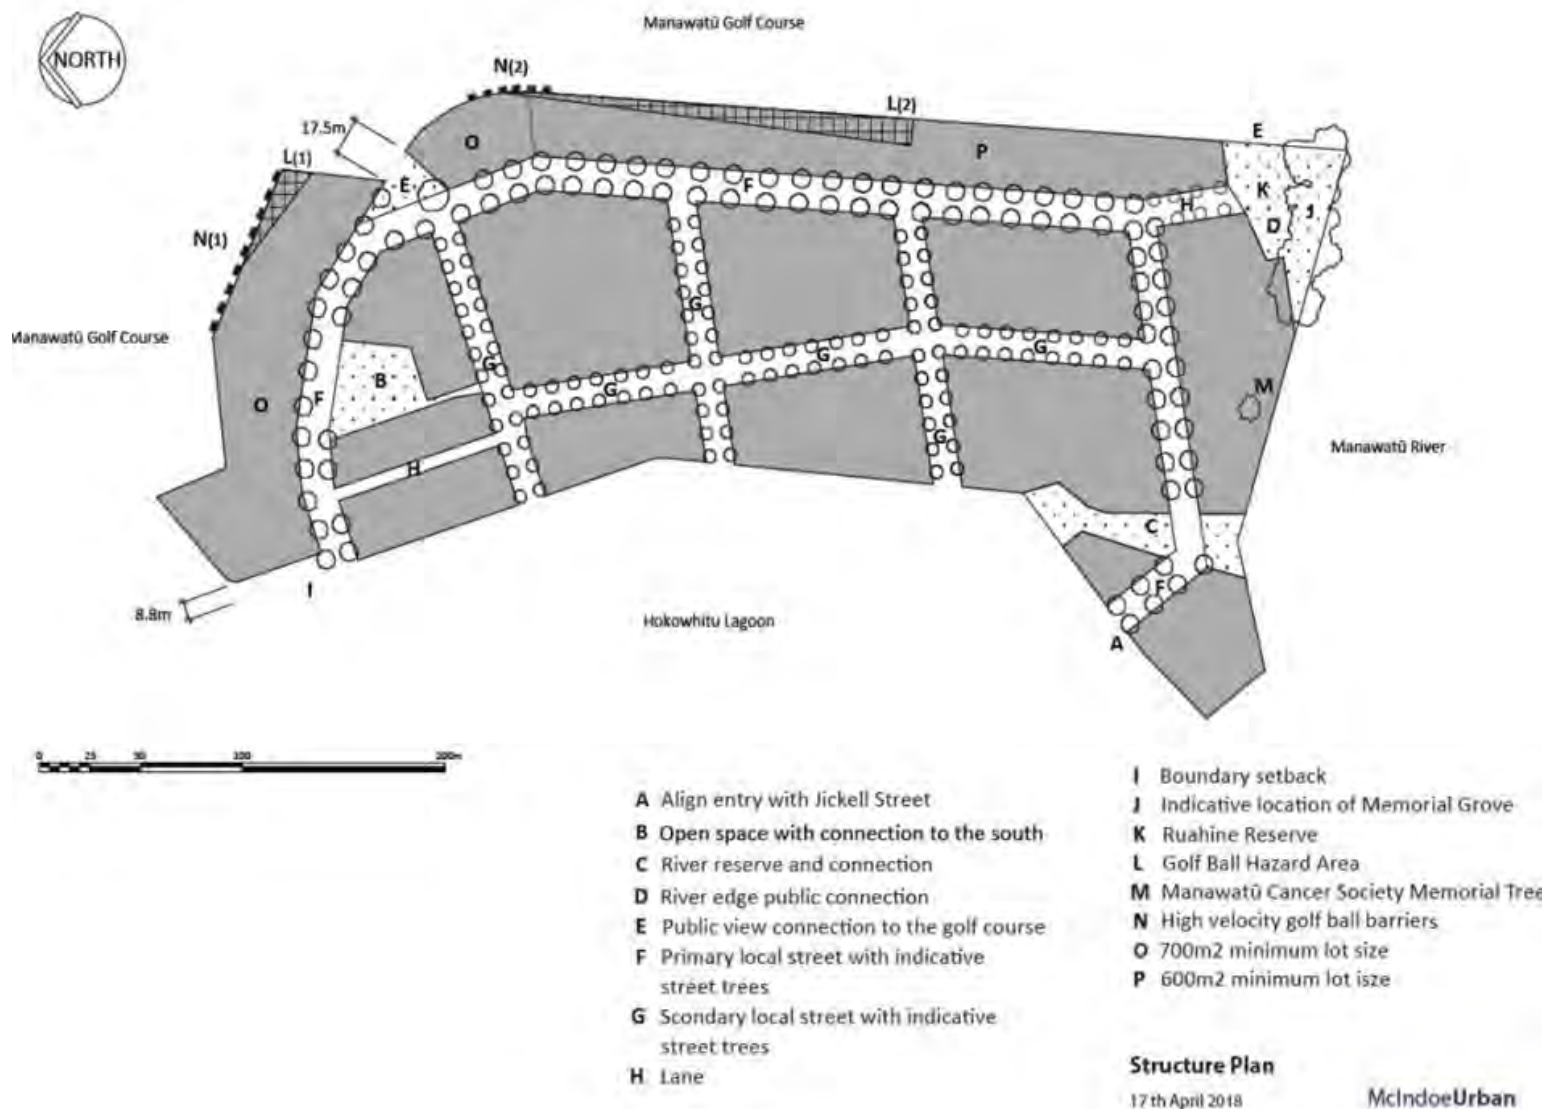 Manawatū Golf Course
NORTH
N(2)
L(2)
17.5m
O
E
L(1)
P
E
F
K
H
J
D
N(1)
G
Manawatū Golf Course
G
G
G
B
M
F
O
G
G
H
Manawatū River
C
F
I
8.8m
Hokowhitu Lagoon
A
0 25 50 100 200m
A Align entry with Jickell Street
B Open space with connection to the south
C River reserve and connection
D River edge public connection
E Public view connection to the golf course
F Primary local street with indicative
street trees
G Scondary local street with indicative
street trees
H Lane
I Boundary setback
J Indicative location of Memorial Grove
K Ruahine Reserve
L Golf Ball Hazard Area
M Manawatū Cancer Society Memorial Tree
N High velocity golf ball barriers
O 700m2 minimum lot size
P 600m2 minimum lot isze
Structure Plan
17 th April 2018
McIndoeUrban